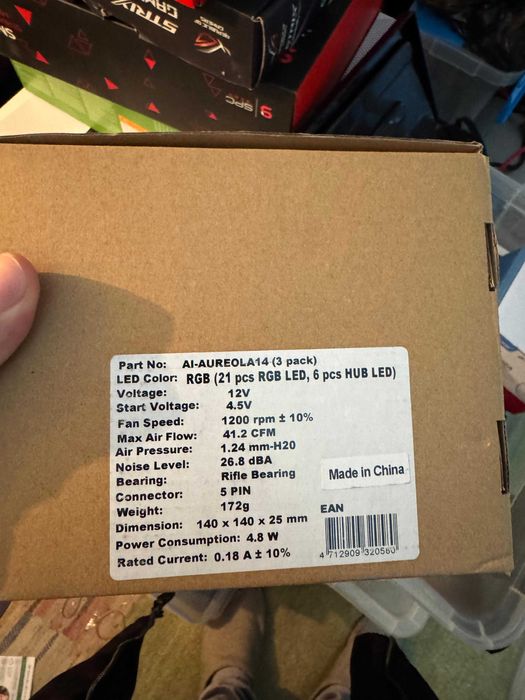 STRIX
SPC
Part No: AI-AUREOLA14 (3 pack)
LED Color: RGB (21 pcs RGB LED, 6 pcs HUB LED)
Voltage: 12V
Start Voltage: 4.5V
Fan Speed: 1200 rpm ± 10%
Max Air Flow: 41.2 CFM
Air Pressure: 1.24 mm-H20
Noise Level: 26.8 dBA
Bearing: Rifle Bearing
Connector: 5 PIN
Weight: 172g
Dimension: 140 x 140 x 25 mm
Power Consumption: 4.8 W
Rated Current: 0.18 A ± 10%
Made in China
EAN
4 712909 320560